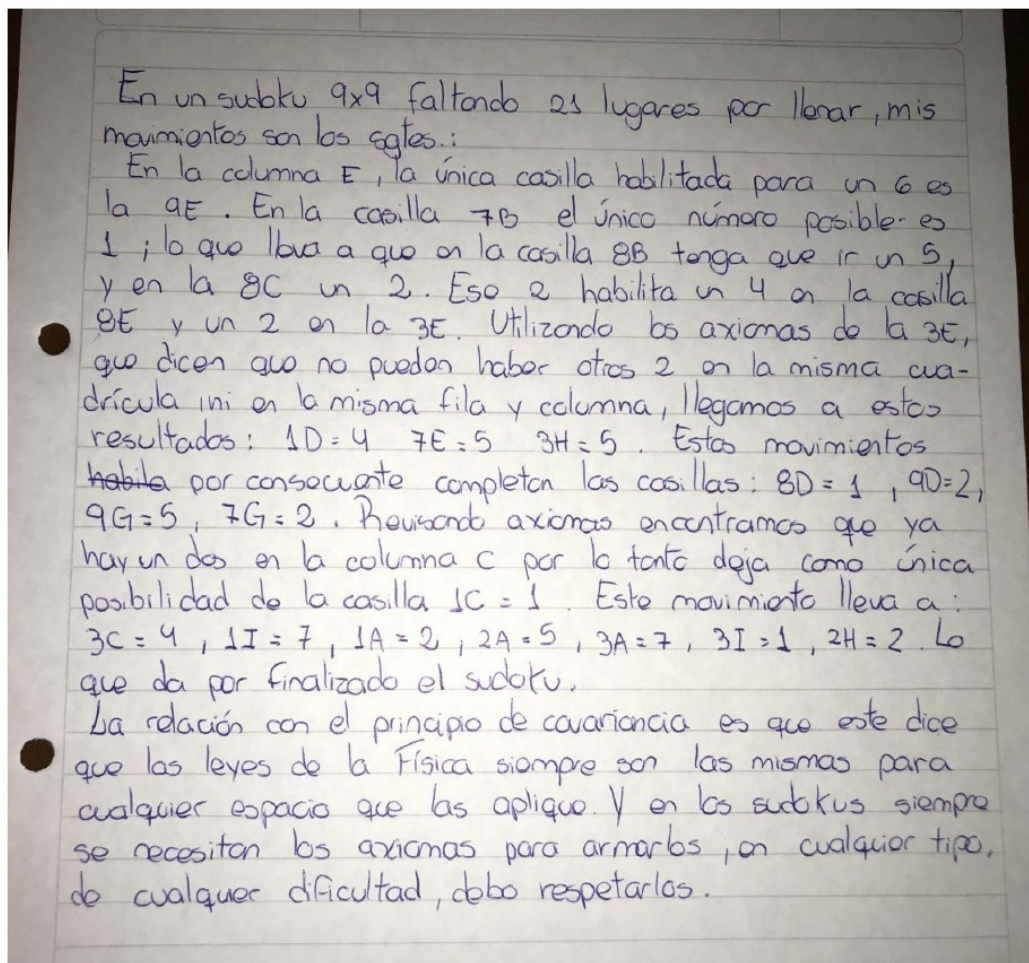 En un sudoku 9x9 faltando 21 lugares por llenar, mis
movimientos son los sgtes.:
En la columna E, la única casilla habilitada para un 6 es
la 9E. En la casilla 7B el único número posible es
1; lo que lleva a que en la casilla 8B tenga que ir un 5,
y en la 8C un 2. Ese 2 habilita un 4 en la casilla
8E y un 2 en la 3E. Utilizando los axiomas de la 3E,
que dicen que no pueden haber otros 2 en la misma cua-
drícula, ni en la misma fila y columna, llegamos a estos
resultados: 1D=4 7E=5 3H=5. Estos movimientos
habila por consecuente completan las casillas: 8D=1, 9D=2,
9G=5, 7G=2. Revisando axiomas encontramos que ya
hay un dos en la columna C por lo tanto deja como única
posibilidad de la casilla 1C=1. Este movimiento lleva a:
3C=4, 1I=7, 1A=2, 2A=5, 3A=7, 3I=1, 2H=2. Lo
que da por finalizado el sudoku.
La relación con el principio de covariancia es que este dice
que las leyes de la Física siempre son las mismas para
cualquier espacio que las aplique. Y en los sudokus siempre
se necesitan los axiomas para armarlos, en cualquier tipo,
de cualquer dificultad, debo respetarlos.